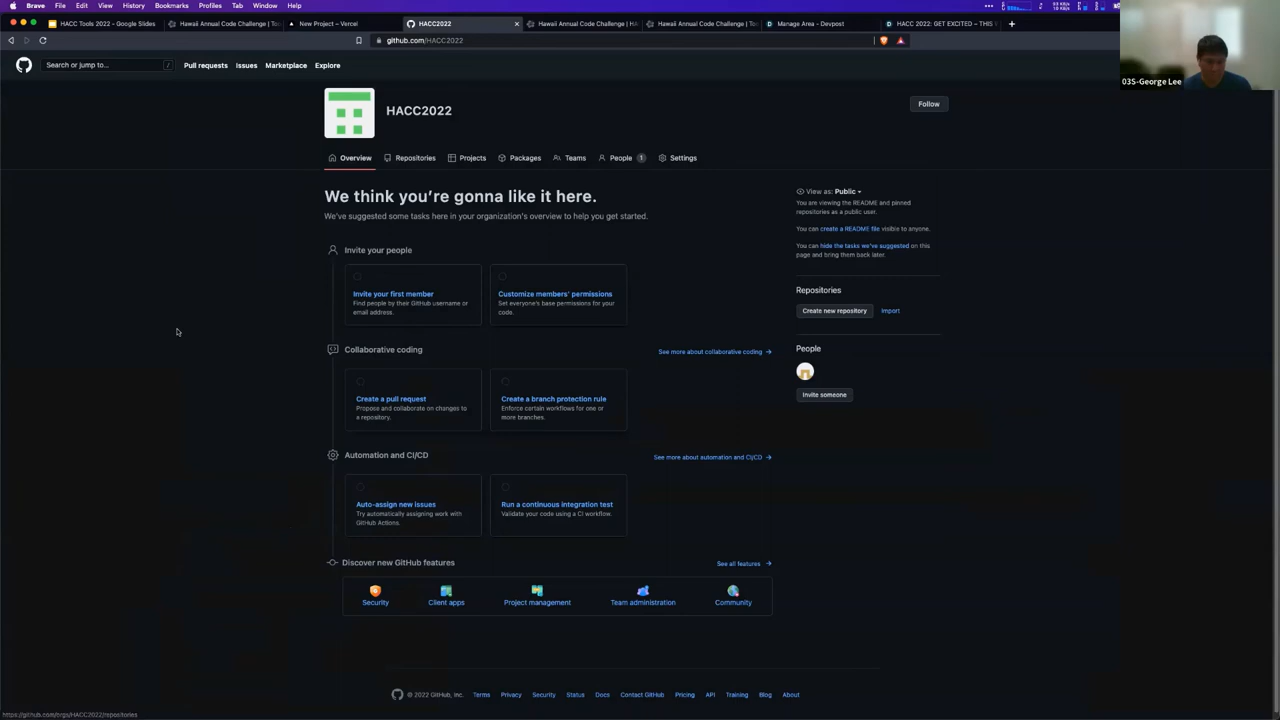 Brave File Edit View History Bookmarks Profiles Tab Window Help
HACC Tools 2022 – Google Slides Hawaii Annual Code Challenge | To New Project – Vercel HACC2022 Hawaii Annual Code Challenge | HA Hawaii Annual Code Challenge | To Manage Area – Devpost HACC 2022: GET EXCITED – THIS
github.com/HACC2022
Search or jump to... / Pull requests Issues Marketplace Explore
03S-George Lee
HACC2022
Follow
Overview Repositories Projects Packages Teams People 1 Settings
We think you're gonna like it here.
We've suggested some tasks here in your organization's overview to help you get started.
Invite your people
Invite your first member
Find people by their GitHub username or
email address.
Customize members' permissions
Set everyone's base permissions for your
code.
Collaborative coding
See more about collaborative coding →
Create a pull request
Propose and collaborate on changes to
a repository.
Create a branch protection rule
Enforce certain workflows for one or
more branches.
Automation and CI/CD
See more about automation and CI/CD →
Auto-assign new issues
Try automatically assigning work with
GitHub Actions.
Run a continuous integration test
Validate your code using a CI workflow.
Discover new GitHub features
See all features →
Security Client apps Project management Team administration Community
View as: Public
You are viewing the README and pinned
repositories as a public user.
You can create a README file visible to anyone.
You can hide the tasks we've suggested on this
page and bring them back later.
Repositories
Create new repository Import
People
Invite someone
© 2022 GitHub, Inc. Terms Privacy Security Status Docs Contact GitHub Pricing API Training Blog About
https://github.com/orgs/HACC2022/repositories